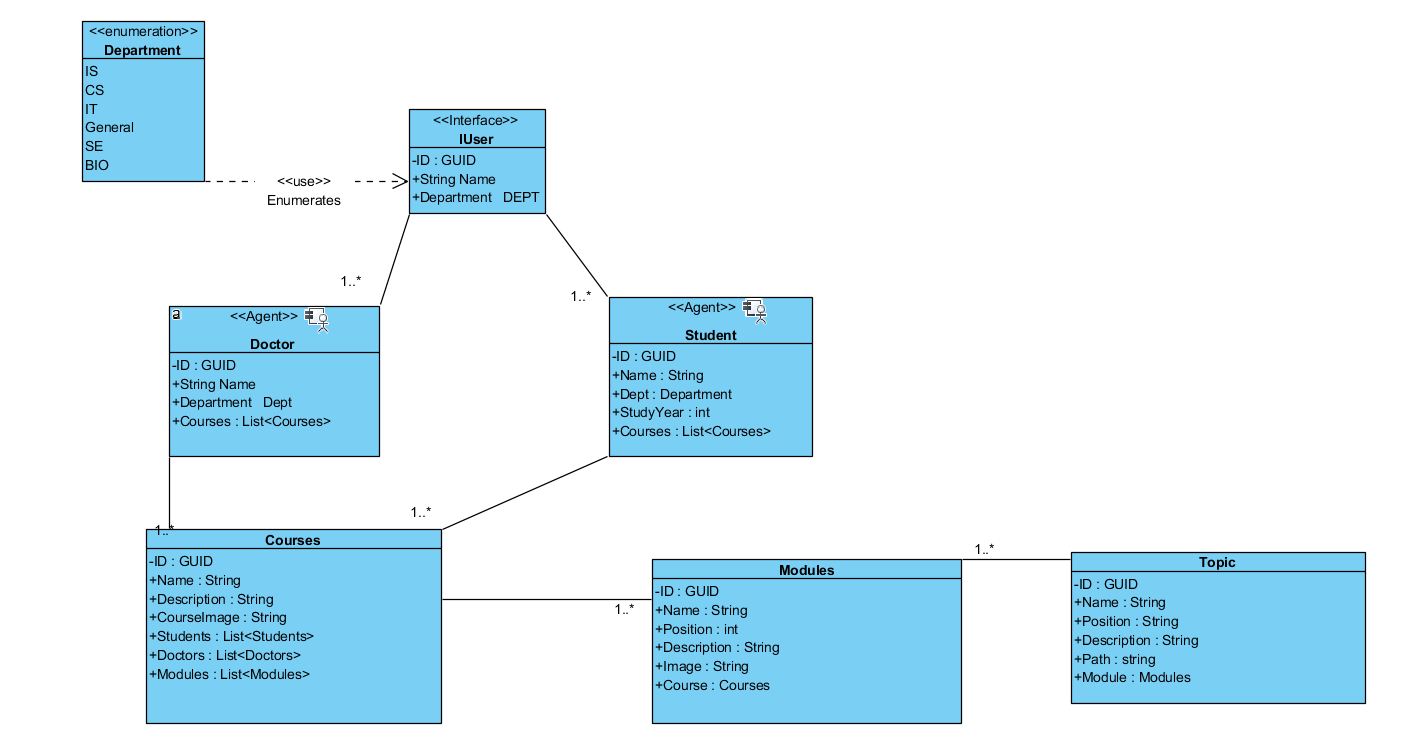 <<enumeration>>
Department
IS
CS
IT
General
SE
BIO
<<use>>
Enumerates
<<Interface>>
IUser
-ID : GUID
+String Name
+Department   DEPT
1..*
1..*
a
<<Agent>>
Doctor
-ID : GUID
+String Name
+Department   Dept
+Courses : List<Courses>
<<Agent>>
Student
-ID : GUID
+Name : String
+Dept : Department
+StudyYear : int
+Courses : List<Courses>
1..*
1..*
Courses
-ID : GUID
+Name : String
+Description : String
+CourseImage : String
+Students : List<Students>
+Doctors : List<Doctors>
+Modules : List<Modules>
1..*
Modules
-ID : GUID
+Name : String
+Position : int
+Description : String
+Image : String
+Course : Courses
1..*
Topic
-ID : GUID
+Name : String
+Position : String
+Description : String
+Path : string
+Module : Modules